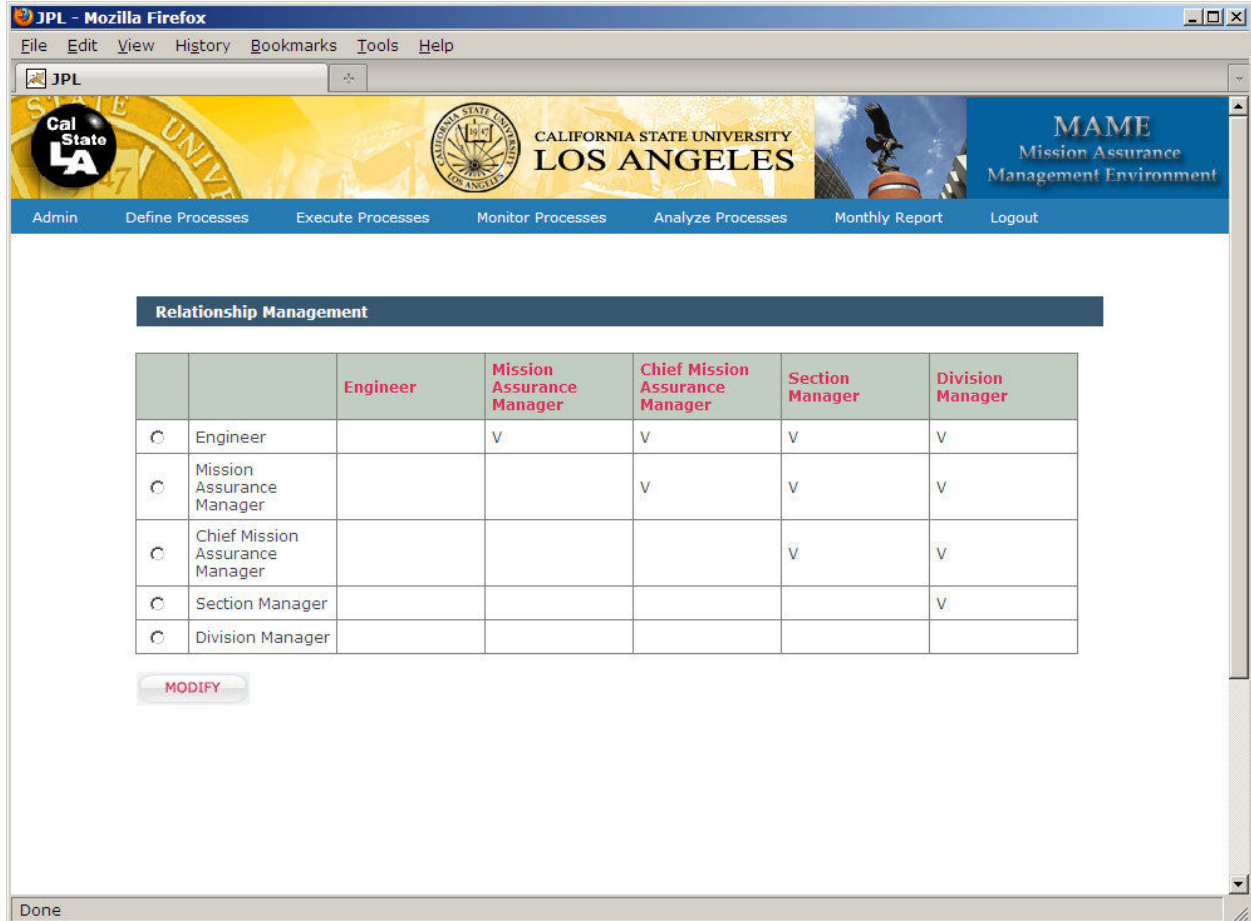 JPL - Mozilla Firefox
File Edit View History Bookmarks Tools Help
JPL
Cal
State
LA
CALIFORNIA STATE UNIVERSITY
LOS ANGELES
MAME
Mission Assurance
Management Environment
Admin Define Processes Execute Processes Monitor Processes Analyze Processes Monthly Report Logout
Relationship Management
Engineer
Mission
Assurance
Manager
Chief Mission
Assurance
Manager
Section
Manager
Division
Manager
Engineer V V V V
Mission
Assurance
Manager
V V V
Chief Mission
Assurance
Manager
V V
Section Manager V
Division Manager
MODIFY
Done